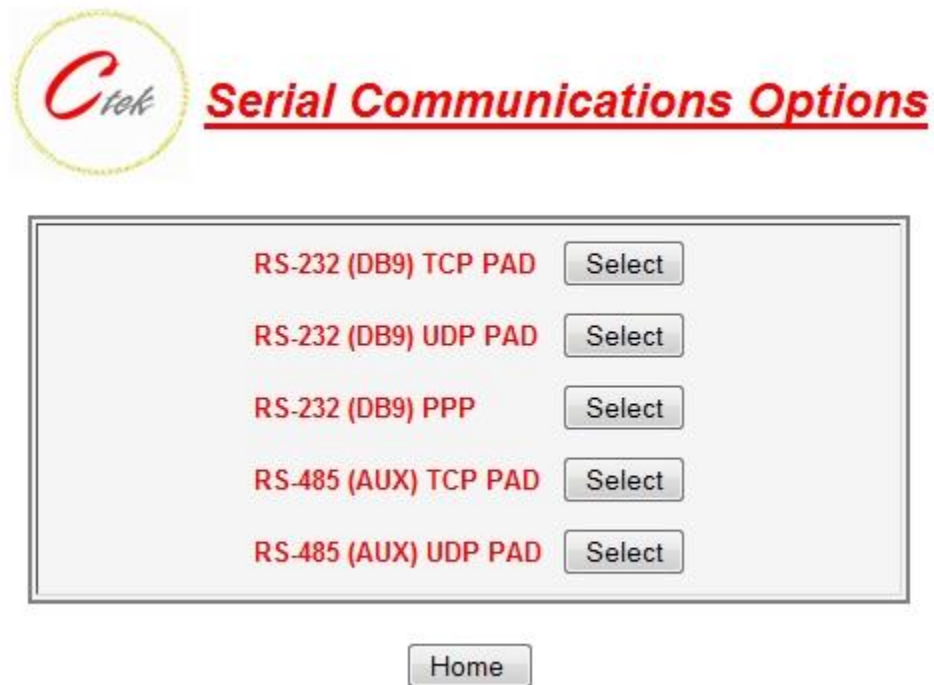 Ctek
Serial Communications Options
RS-232 (DB9) TCP PAD Select
RS-232 (DB9) UDP PAD Select
RS-232 (DB9) PPP Select
RS-485 (AUX) TCP PAD Select
RS-485 (AUX) UDP PAD Select
Home